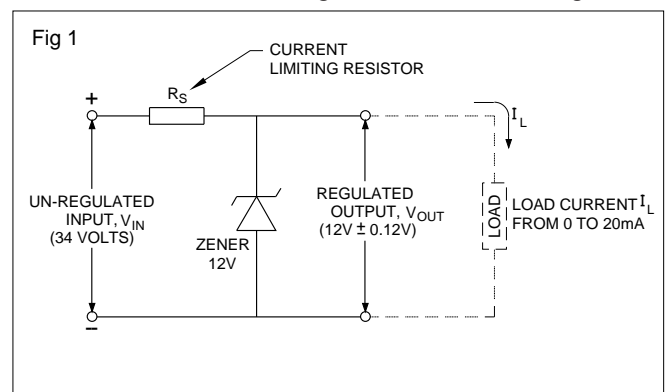 Fig 1
CURRENT
LIMITING RESISTOR
RS
+
IL
UN-REGULATED
INPUT, VIN
(34 VOLTS)
ZENER
12V
REGULATED
OUTPUT, VOUT
(12V ± 0.12V)
LOAD
LOAD CURRENT IL
FROM 0 TO 20mA
–